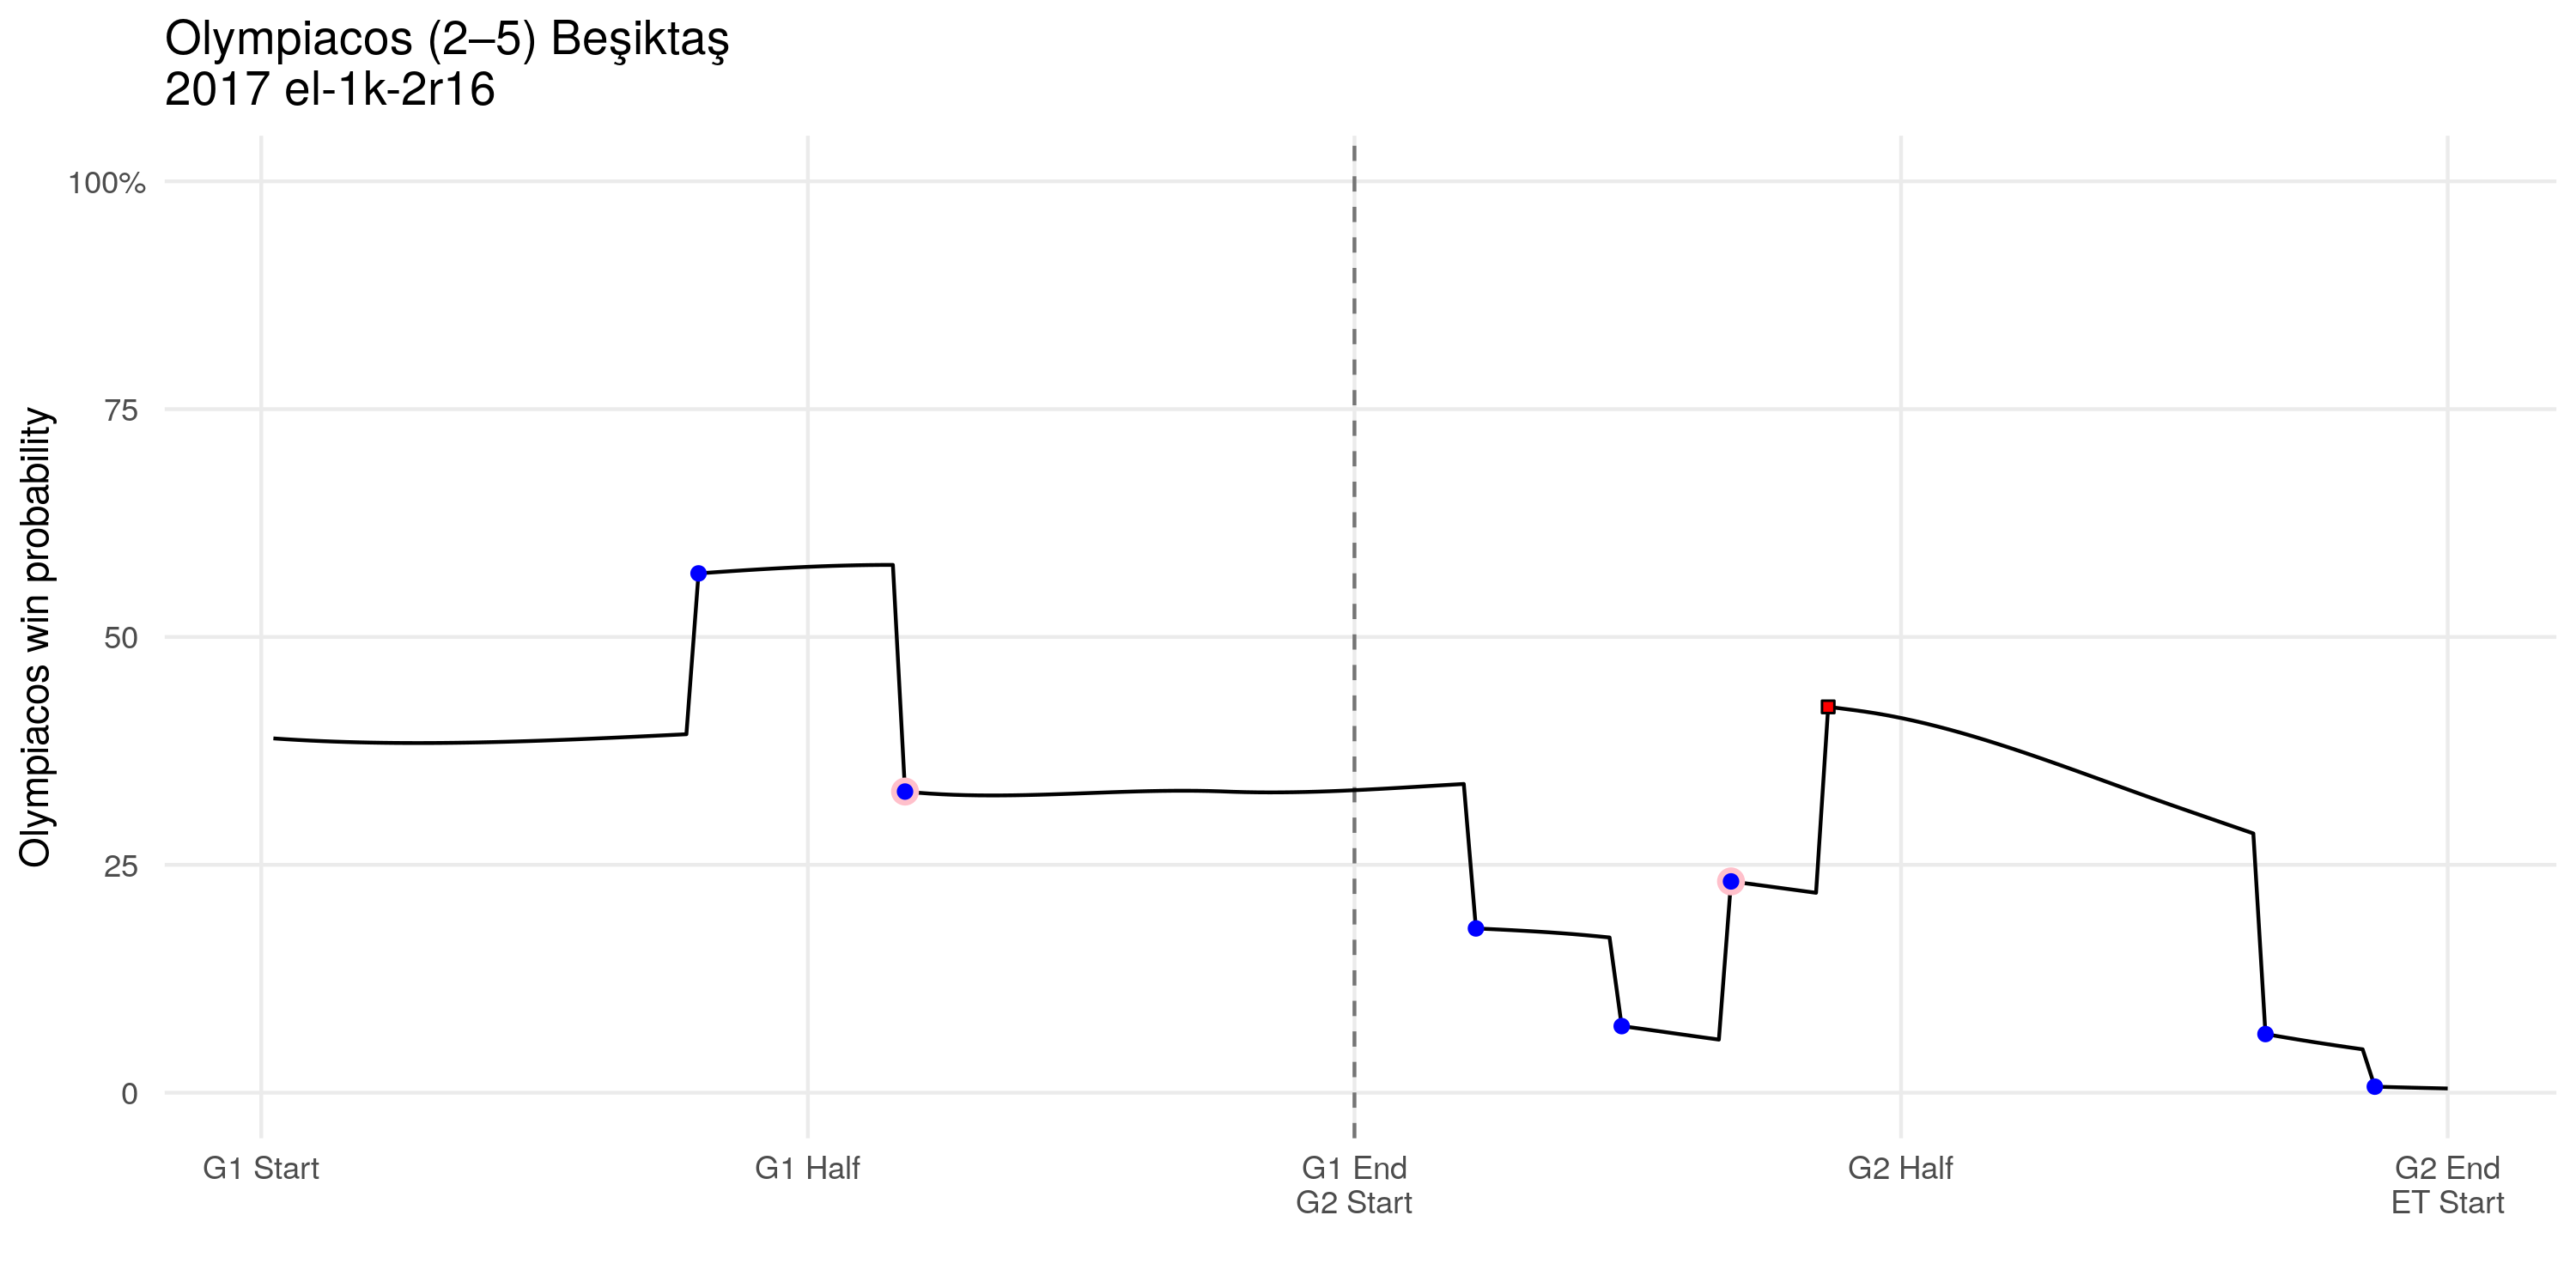 Olympiacos (2–5) Beşiktaş
2017 el-1k-2r16
Olympiacos win probability
100%
75
50
25
0
G1 Start
G1 Half
G1 End
G2 Start
G2 Half
G2 End
ET Start